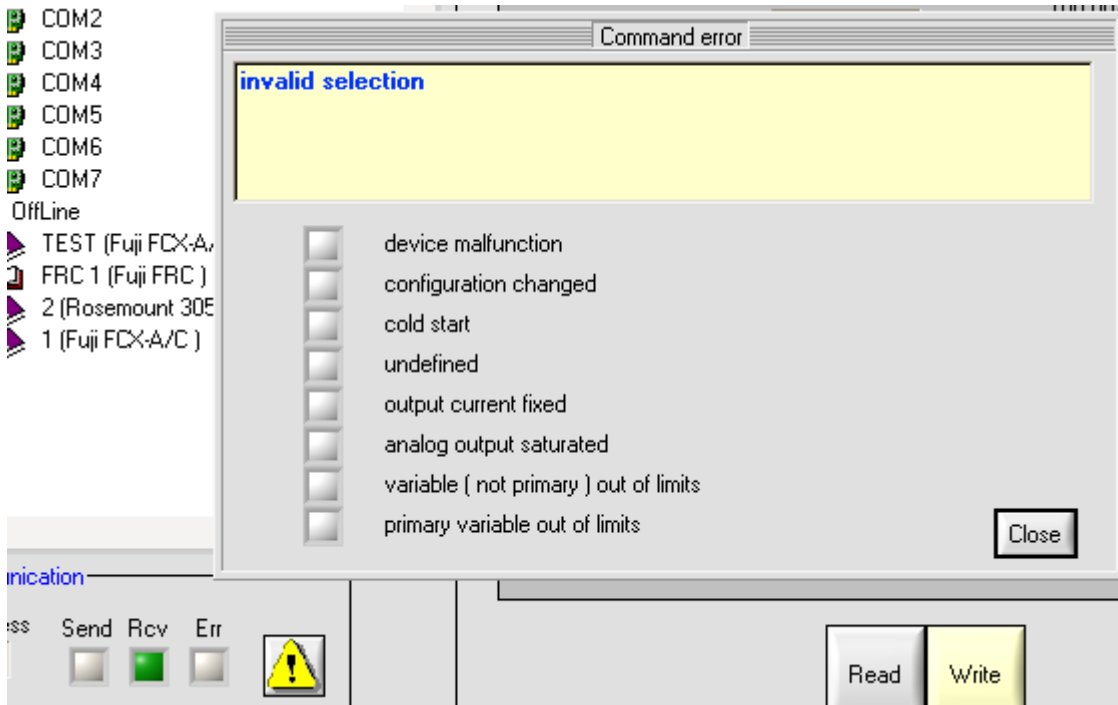 COM2
COM3
COM4
COM5
COM6
COM7
OffLine
TEST (Fuji FCX-A/
FRC 1 (Fuji FRC )
2 (Rosemount 305
1 (Fuji FCX-A/C )
Command error
invalid selection
device malfunction
configuration changed
cold start
undefined
output current fixed
analog output saturated
variable ( not primary ) out of limits
primary variable out of limits
Close
nication
ss Send Rcv Err
Read Write